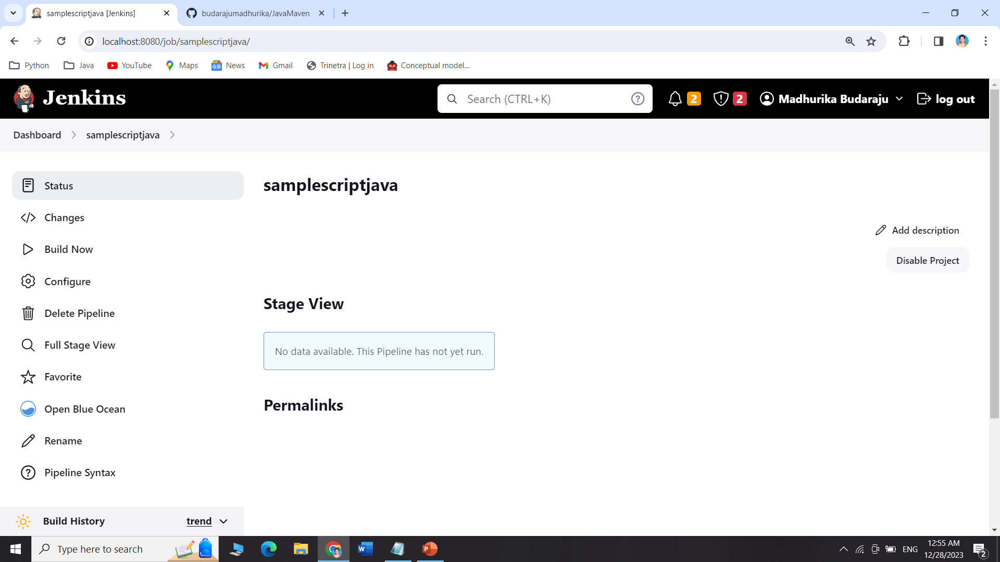 samplescriptjava [Jenkins]
budarajumadhurika/JavaMaven
localhost:8080/job/samplescriptjava/
Python
Java
YouTube
Maps
News
Gmail
Trinetra | Log in
Conceptual model...
Jenkins
Search (CTRL+K)
2
2
Madhurika Budaraju
log out
Dashboard
samplescriptjava
Status
Changes
Build Now
Configure
Delete Pipeline
Full Stage View
Favorite
Open Blue Ocean
Rename
Pipeline Syntax
Build History
trend
samplescriptjava
Add description
Disable Project
Stage View
No data available. This Pipeline has not yet run.
Permalinks
Type here to search
ENG
12:55 AM
12/28/2023
2